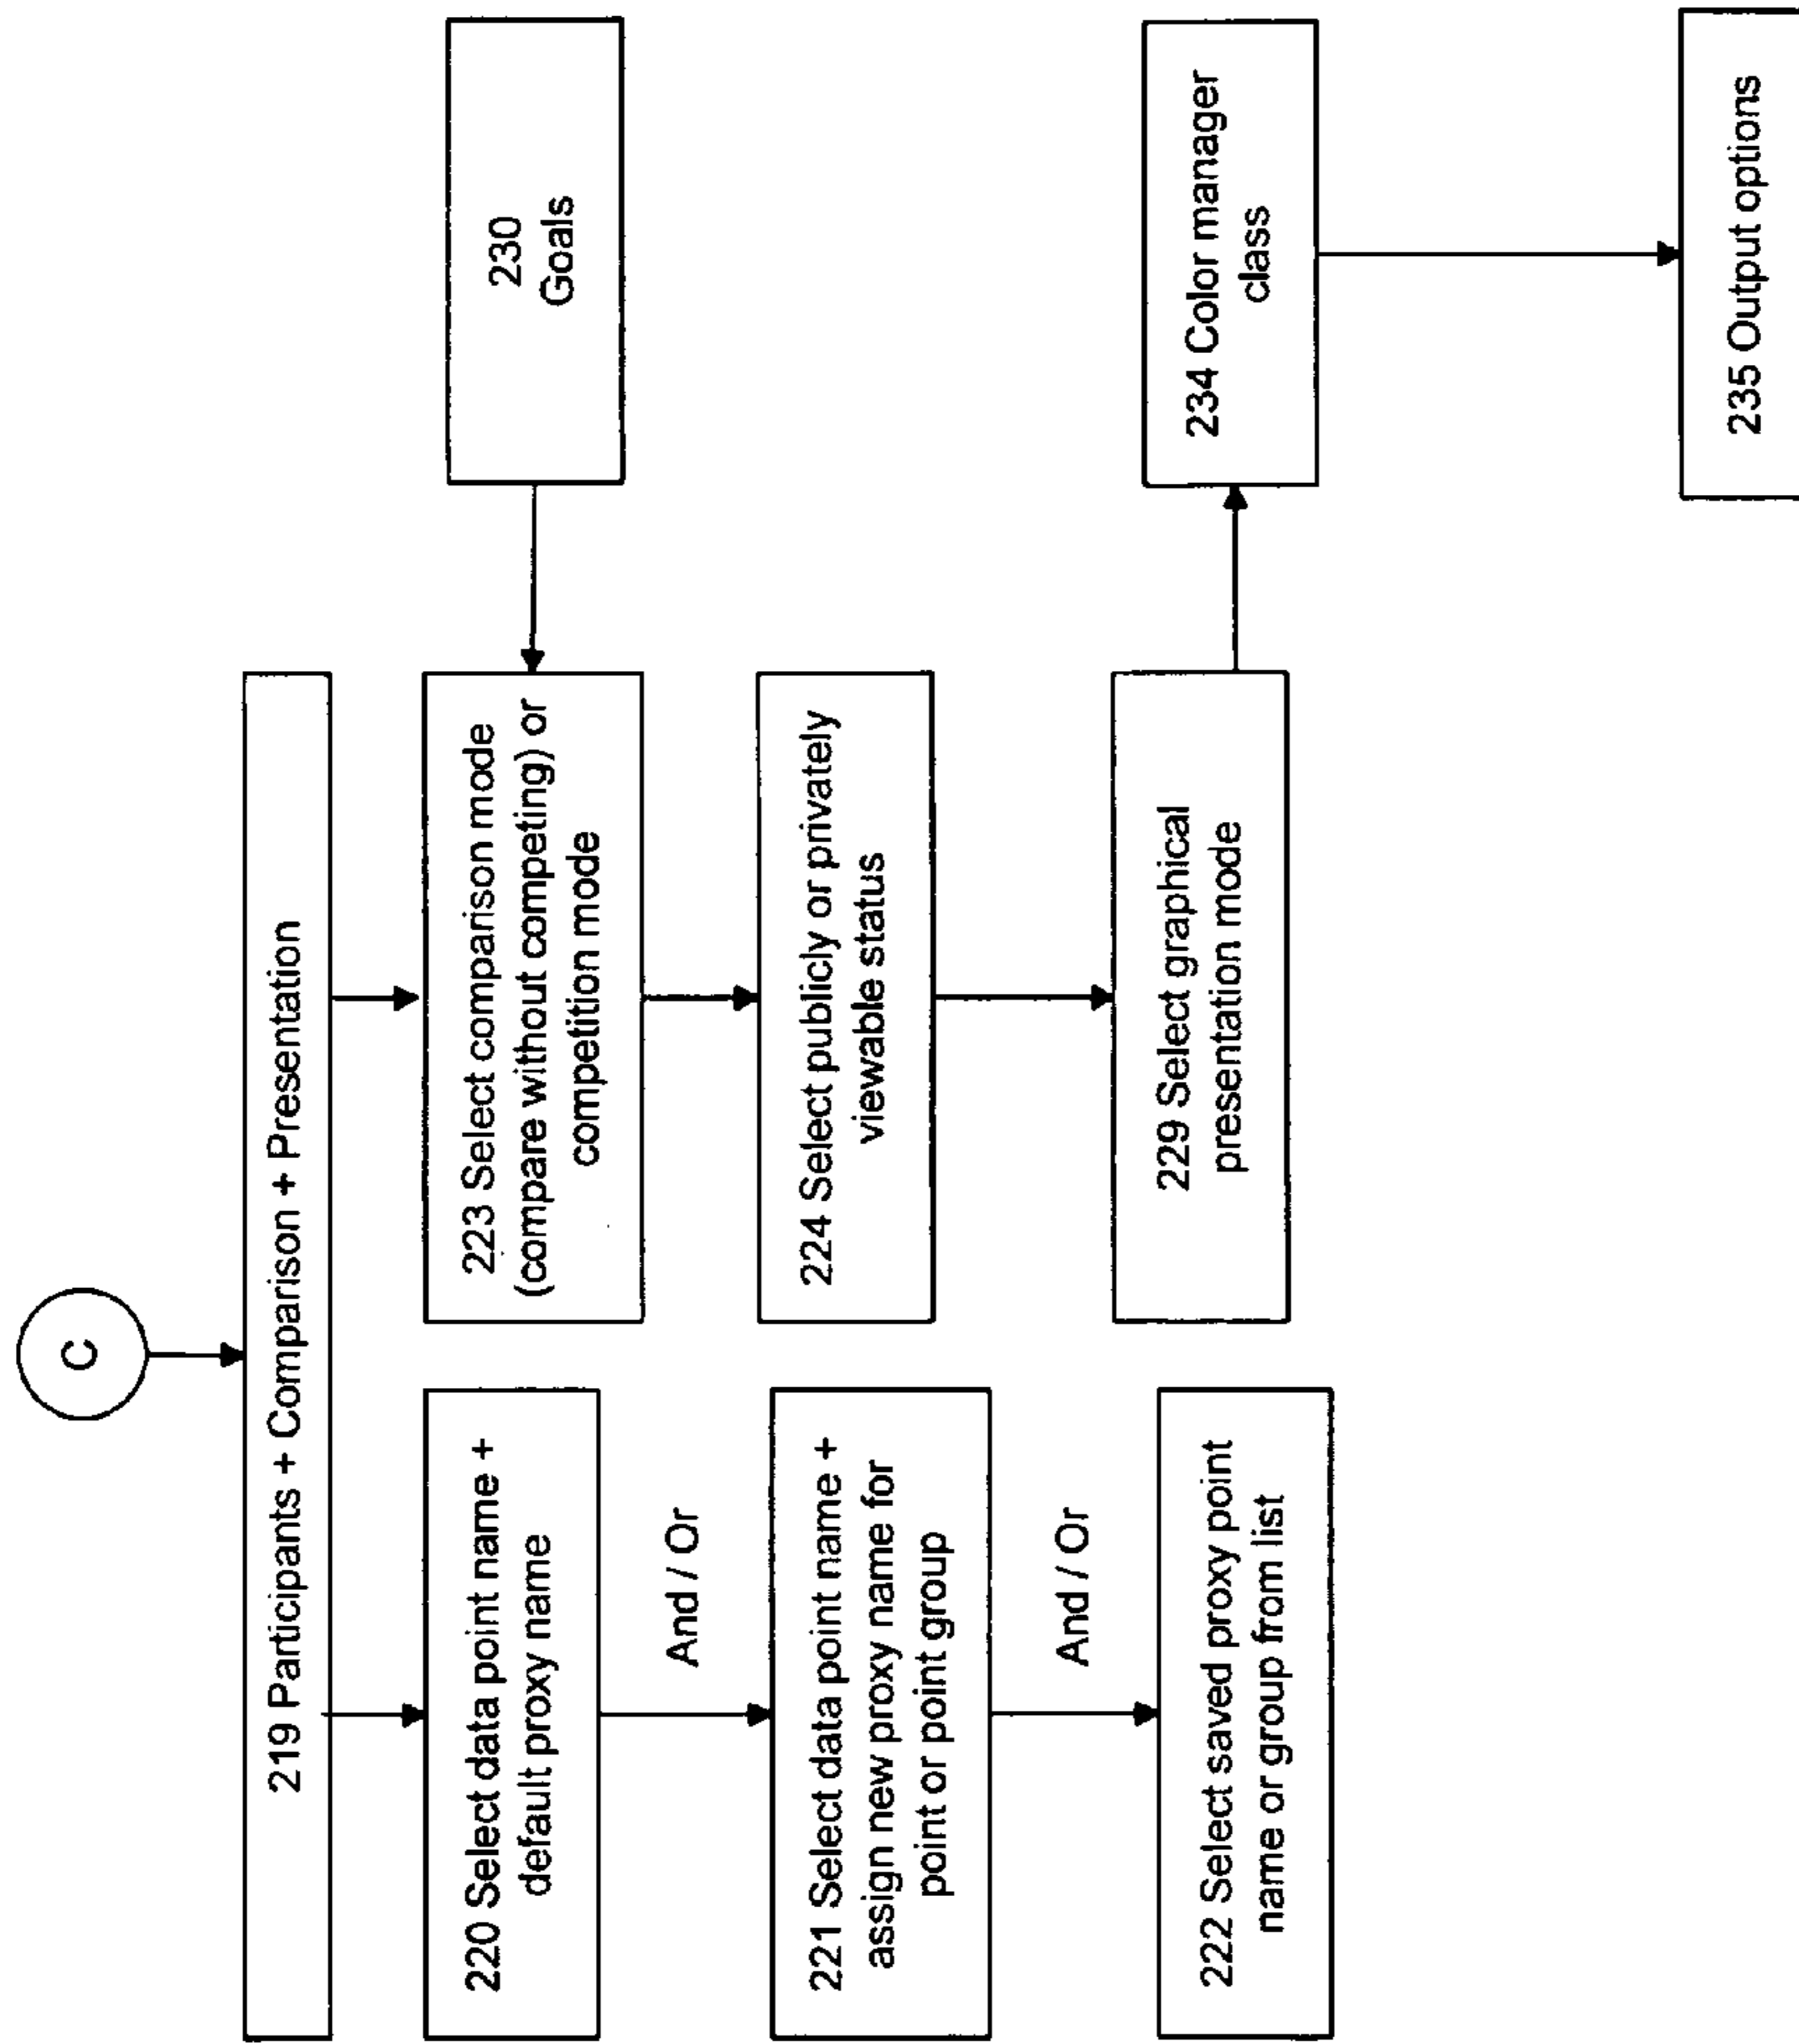 C
219 Participants + Comparison + Presentation
220 Select data point name +
default proxy name
And / Or
221 Select data point name +
assign new proxy name for
point or point group
And / Or
222 Select saved proxy point
name or group from list
223 Select comparison mode
(compare without competing) or
competition mode
224 Select publicly or privately
viewable status
229 Select graphical
presentation mode
230
Goals
234 Color manager
class
235 Output options